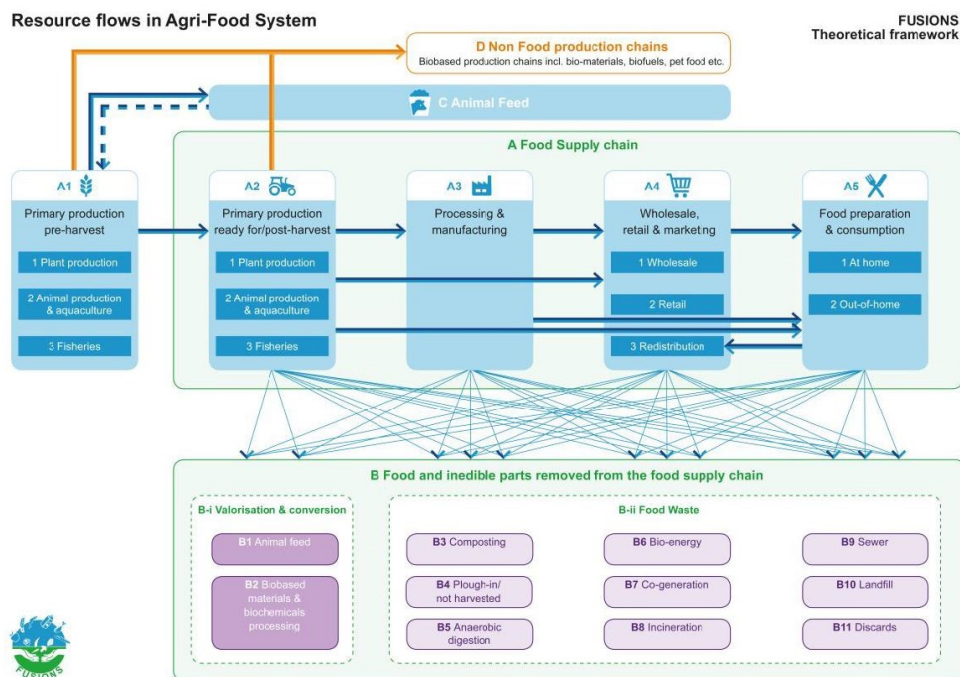 Resource flows in Agri-Food System
FUSIONS
Theoretical framework
D Non Food production chains
Biobased production chains incl. bio-materials, biofuels, pet food etc.
C Animal Feed
A Food Supply chain
A1
Primary production
pre-harvest
1 Plant production
2 Animal production
& aquaculture
3 Fisheries
A2
Primary production
ready for/post-harvest
1 Plant production
2 Animal production
& aquaculture
3 Fisheries
A3
Processing &
manufacturing
A4
Wholesale,
retail & marketing
1 Wholesale
2 Retail
3 Redistribution
A5
Food preparation
& consumption
1 At home
2 Out-of-home
B Food and inedible parts removed from the food supply chain
B-i Valorisation & conversion
B1 Animal feed
B2 Biobased
materials &
biochemicals
processing
B-ii Food Waste
B3 Composting
B4 Plough-in/
not harvested
B5 Anaerobic
digestion
B6 Bio-energy
B7 Co-generation
B8 Incineration
B9 Sewer
B10 Landfill
B11 Discards
FUSIONS